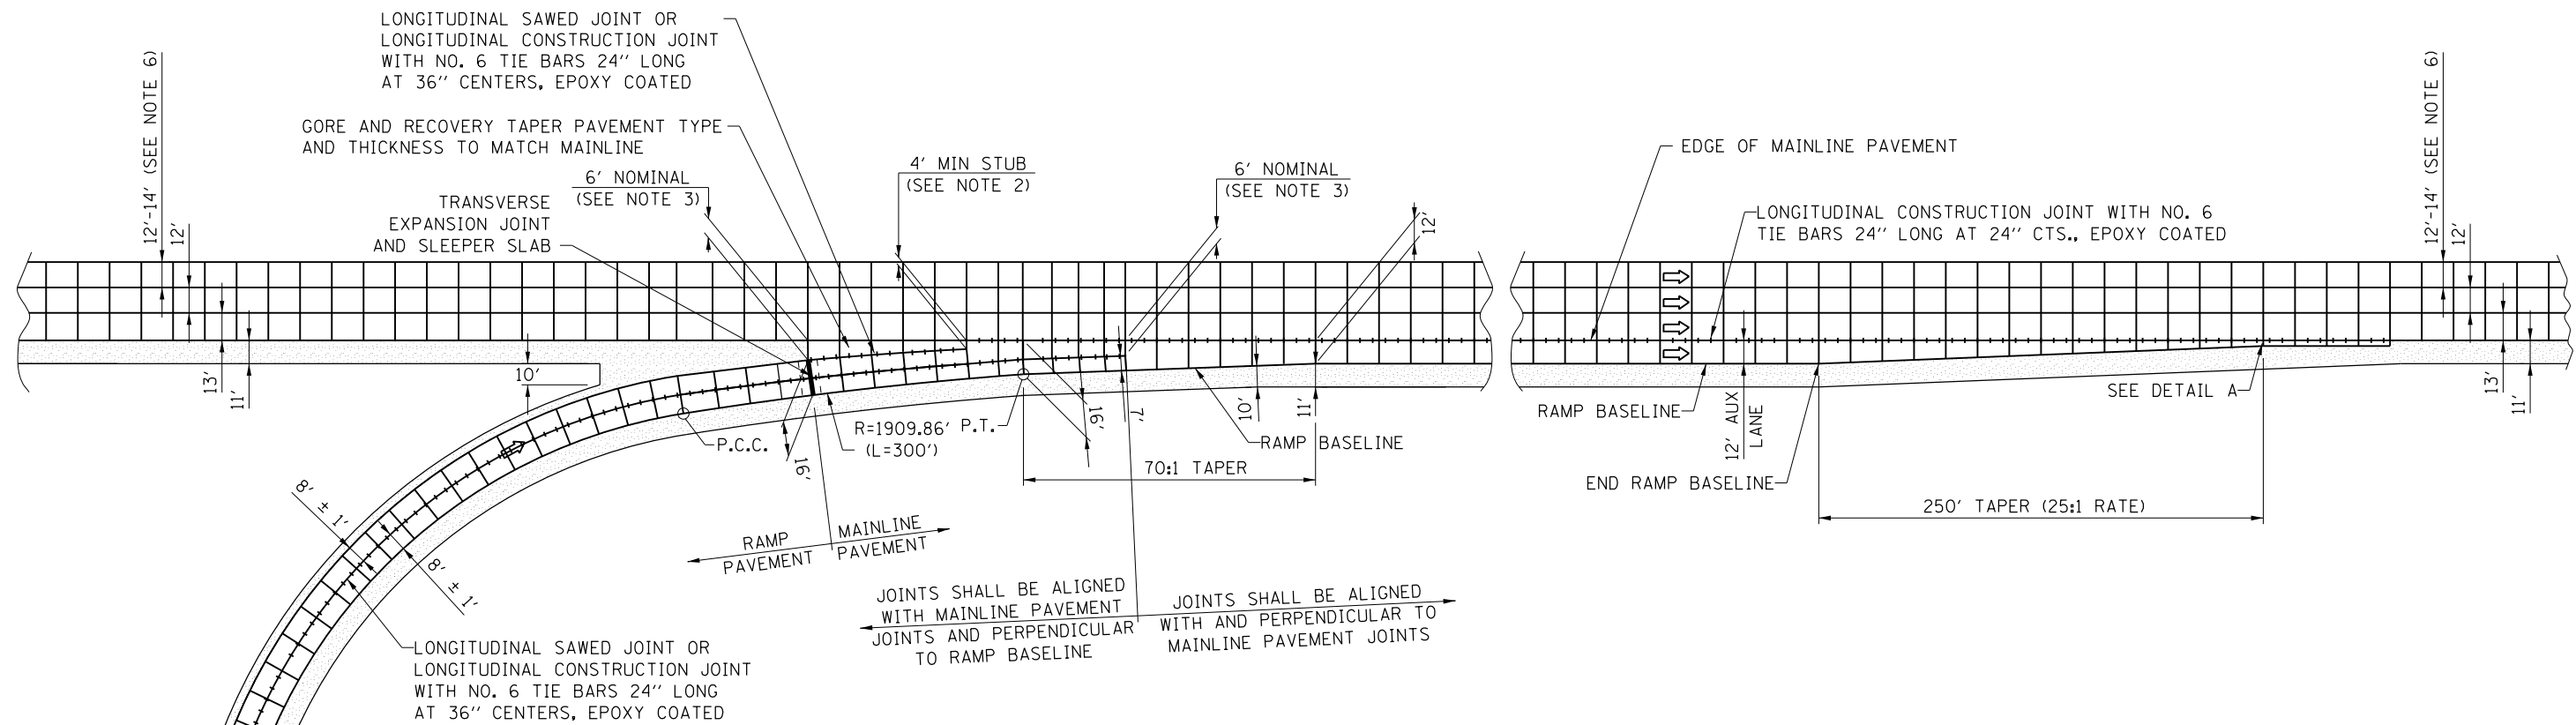 LONGITUDINAL SAWED JOINT OR
LONGITUDINAL CONSTRUCTION JOINT
WITH NO. 6 TIE BARS 24" LONG
AT 36" CENTERS, EPOXY COATED
12'-14' (SEE NOTE 6)
12'
GORE AND RECOVERY TAPER PAVEMENT TYPE
AND THICKNESS TO MATCH MAINLINE
6' NOMINAL
(SEE NOTE 3)
TRANSVERSE
EXPANSION JOINT
AND SLEEPER SLAB
4' MIN STUB
(SEE NOTE 2)
6' NOMINAL
(SEE NOTE 3)
12'
EDGE OF MAINLINE PAVEMENT
LONGITUDINAL CONSTRUCTION JOINT WITH NO. 6
TIE BARS 24" LONG AT 24" CTS., EPOXY COATED
12'-14' (SEE NOTE 6)
12'
13'
11'
10'
P.C.C.
16'
R=1909.86'
(L=300')
P.T.
16'
7'
10'
11'
RAMP BASELINE
70:1 TAPER
RAMP BASELINE
12' AUX
LANE
END RAMP BASELINE
SEE DETAIL A
13'
11'
250' TAPER (25:1 RATE)
8' ± 1'
8' ± 1'
RAMP
PAVEMENT
MAINLINE
PAVEMENT
JOINTS SHALL BE ALIGNED
WITH MAINLINE PAVEMENT
JOINTS AND PERPENDICULAR
TO RAMP BASELINE
JOINTS SHALL BE ALIGNED
WITH AND PERPENDICULAR TO
MAINLINE PAVEMENT JOINTS
LONGITUDINAL SAWED JOINT OR
LONGITUDINAL CONSTRUCTION JOINT
WITH NO. 6 TIE BARS 24" LONG
AT 36" CENTERS, EPOXY COATED